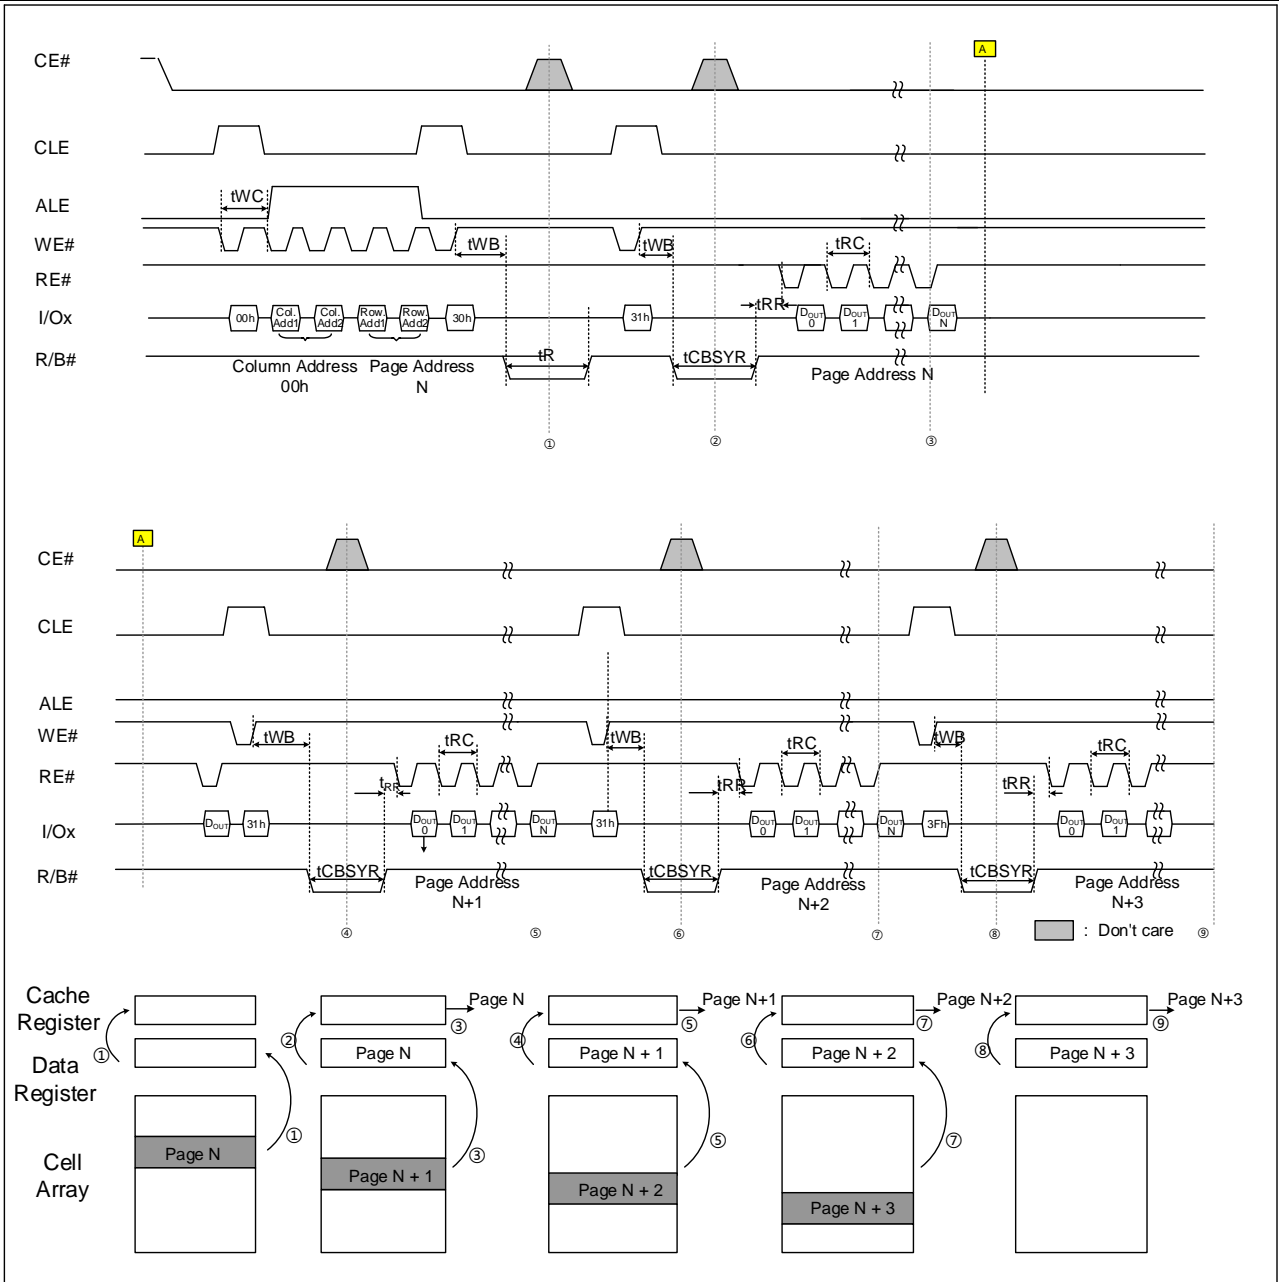 A
CE#
CLE
ALE
tWC
WE#
tWB
tWB
tRC
RE#
tRR
I/Ox
00h
Col. Add1
Col. Add2
Row. Add1
Row. Add2
30h
31h
DOUT 0
DOUT 1
DOUT N
R/B#
tR
tCBSYR
Column Address
00h
Page Address
N
Page Address N
①
②
③
A
CE#
CLE
ALE
WE#
tWB
tRC
tWB
tRC
tWB
tRC
RE#
tRR
tRR
tRR
I/Ox
DOUT
31h
DOUT 0
DOUT 1
DOUT N
31h
DOUT 0
DOUT 1
DOUT N
3Fh
DOUT 0
DOUT 1
R/B#
tCBSYR
tCBSYR
tCBSYR
Page Address
N+1
Page Address
N+2
Page Address
N+3
: Don't care
④
⑤
⑥
⑦
⑧
⑨
Cache
Register
Data
Register
Cell
Array
①
①
Page N
②
Page N
③
Page N
③
Page N + 1
④
Page N+1
⑤
Page N + 1
⑤
Page N + 2
⑥
Page N+2
⑦
Page N + 2
⑦
Page N + 3
⑧
Page N+3
⑨
Page N + 3